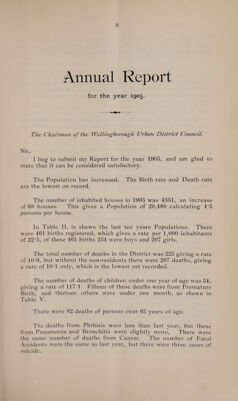 3
Annual Report
for the year 1905.
The Chairman of the Wellingborough Urban District Council.
Sir,
I beg to submit my Report for the year 1905, and am glad to
state that it can be considered satisfactory.
The Population has increased. The Birth rate and Death rate
are the lowest on record.
The number of inhabited houses in 1905 was 4551, an increase
of 68 houses. This gives a Population of 20,480 calculating 4·5
persons per house.
In Table II. is shewn the last ten years Populations. There
were 461 births registered, which gives a rate per 1,000 inhabitants
of 22·5, of these 461 births 254 were boys and 207 girls.
The total number of deaths in the District was 225 giving a rate
of 10·9, but without the non-residents there were 207 deaths, giving
a rate of 10·1 only, which is the lowest yet recorded.
The number of deaths of children under one year of age was 54,
giving a rate of 117·1 Fifteen of these deaths were from Premature
Birth, and thirteen others were under one month, as shewn in
Table V.
There were 82 deaths of persons over 65 years of age.
The deaths from Phthisis were less than last year, but those
from Pneumonia and Bronchitis were slightly more. There were
the same number of deaths from Cancer. The number of Fatal
Accidents were the same as last year, but there were three cases of
suicide.